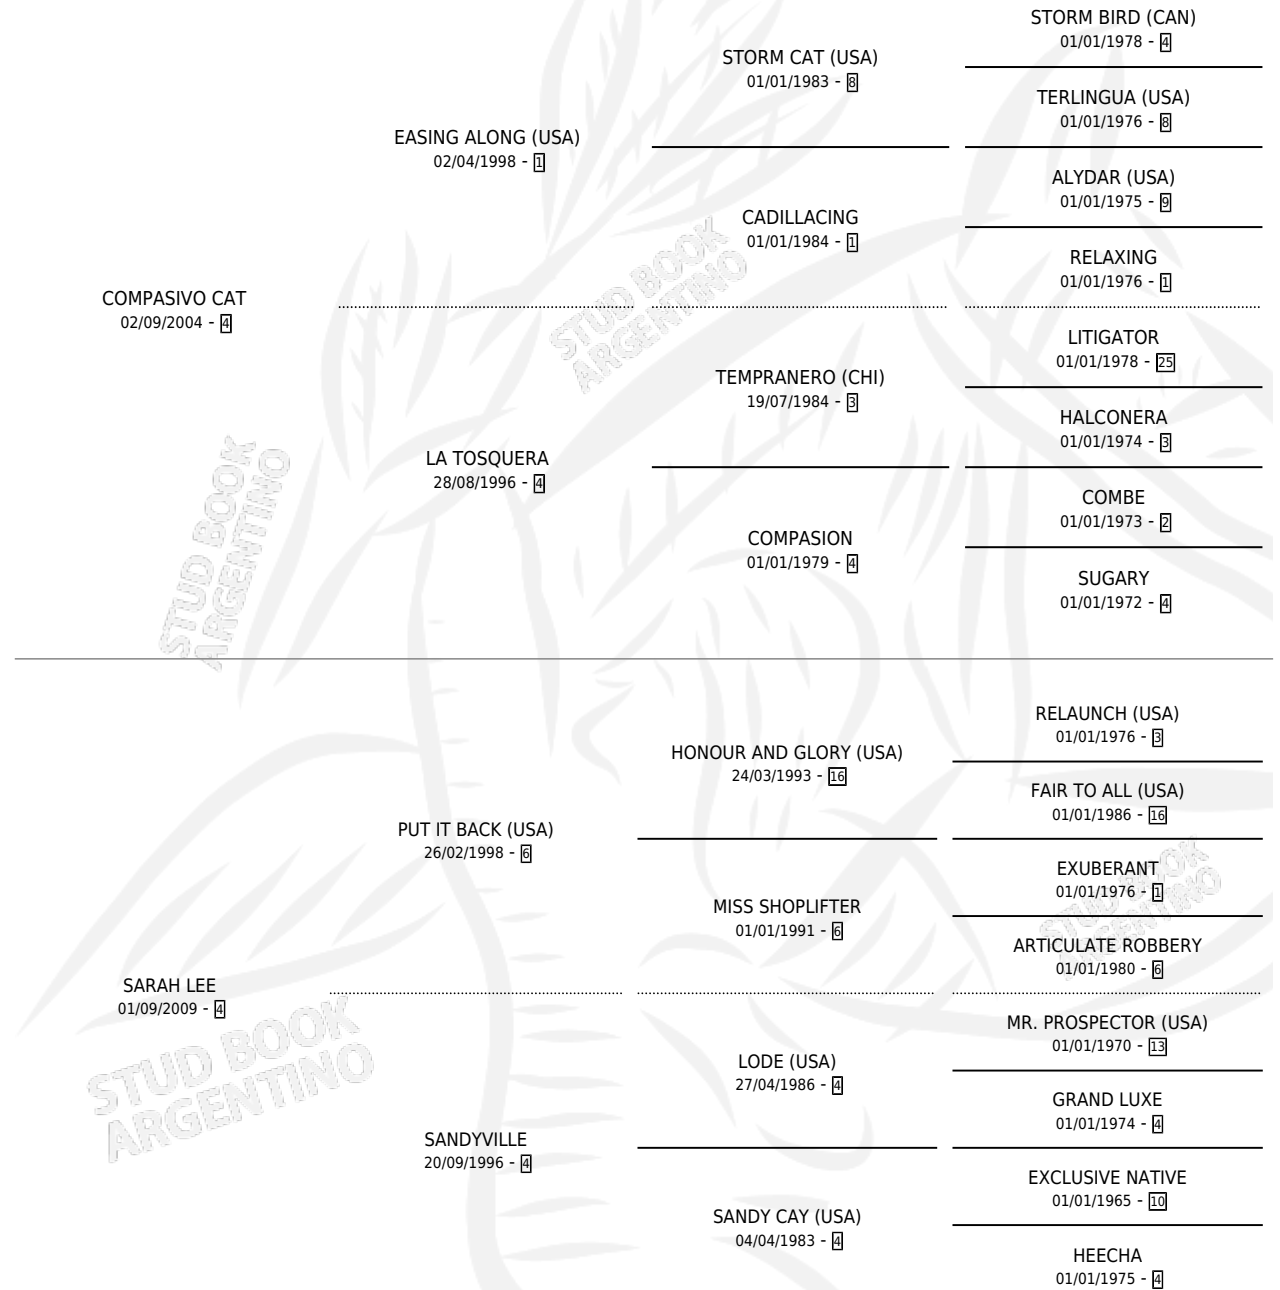 STORM BIRD (CAN)
01/01/1978 - 4
STORM CAT (USA)
01/01/1983 - 8
TERLINGUA (USA)
01/01/1976 - 8
EASING ALONG (USA)
02/04/1998 - 1
ALYDAR (USA)
01/01/1975 - 9
CADILLACING
01/01/1984 - 1
RELAXING
01/01/1976 - 1
COMPASIVO CAT
02/09/2004 - 4
LITIGATOR
01/01/1978 - 25
TEMPRANERO (CHI)
19/07/1984 - 3
HALCONERA
01/01/1974 - 3
LA TOSQUERA
28/08/1996 - 4
COMBE
01/01/1973 - 2
COMPASION
01/01/1979 - 4
SUGARY
01/01/1972 - 4
RELAUNCH (USA)
01/01/1976 - 3
HONOUR AND GLORY (USA)
24/03/1993 - 16
FAIR TO ALL (USA)
01/01/1986 - 16
PUT IT BACK (USA)
26/02/1998 - 6
EXUBERANT
01/01/1976 - 1
MISS SHOPLIFTER
01/01/1991 - 6
ARTICULATE ROBBERY
01/01/1980 - 6
SARAH LEE
01/09/2009 - 4
MR. PROSPECTOR (USA)
01/01/1970 - 13
LODE (USA)
27/04/1986 - 4
GRAND LUXE
01/01/1974 - 4
SANDYVILLE
20/09/1996 - 4
EXCLUSIVE NATIVE
01/01/1965 - 10
SANDY CAY (USA)
04/04/1983 - 4
HEECHA
01/01/1975 - 4
STUD BOOK
ARGENTINO
STUD BOOK
ARGENTINO
STUD BOOK
ARGENTINO
STUD BOOK
ARGENTINO